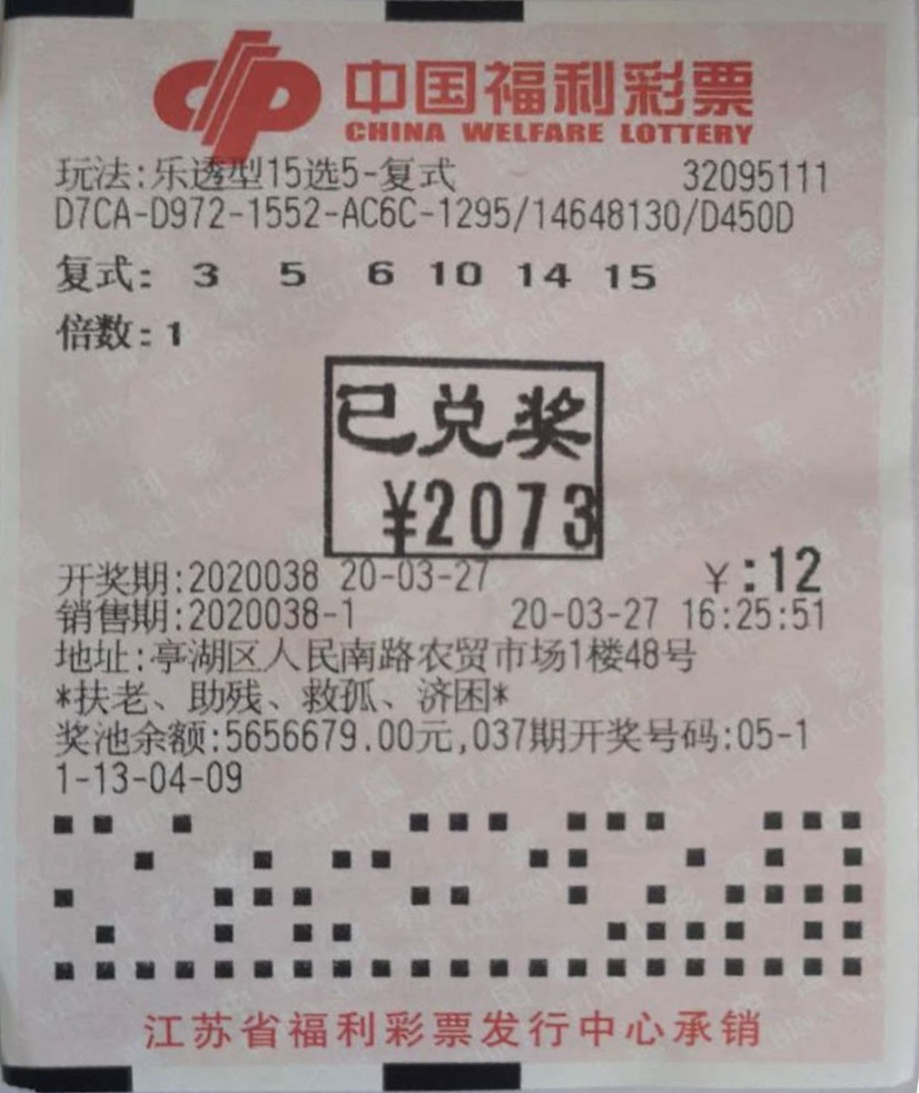 中国福利彩票
CHINA WELFARE LOTTERY
玩法:乐透型15选5-复式 32095111
D7CA-D972-1552-AC6C-1295/14648130/D450D
复式: 3 5 6 10 14 15
倍数:1
已兑奖
¥2073
开奖期:2020038 20-03-27 ¥:12
销售期:2020038-1 20-03-27 16:25:51
地址:亭湖区人民南路农贸市场1楼48号
*扶老、助残、救孤、济困*
奖池余额:5656679.00元,037期开奖号码:05-1
1-13-04-09
江苏省福利彩票发行中心承销